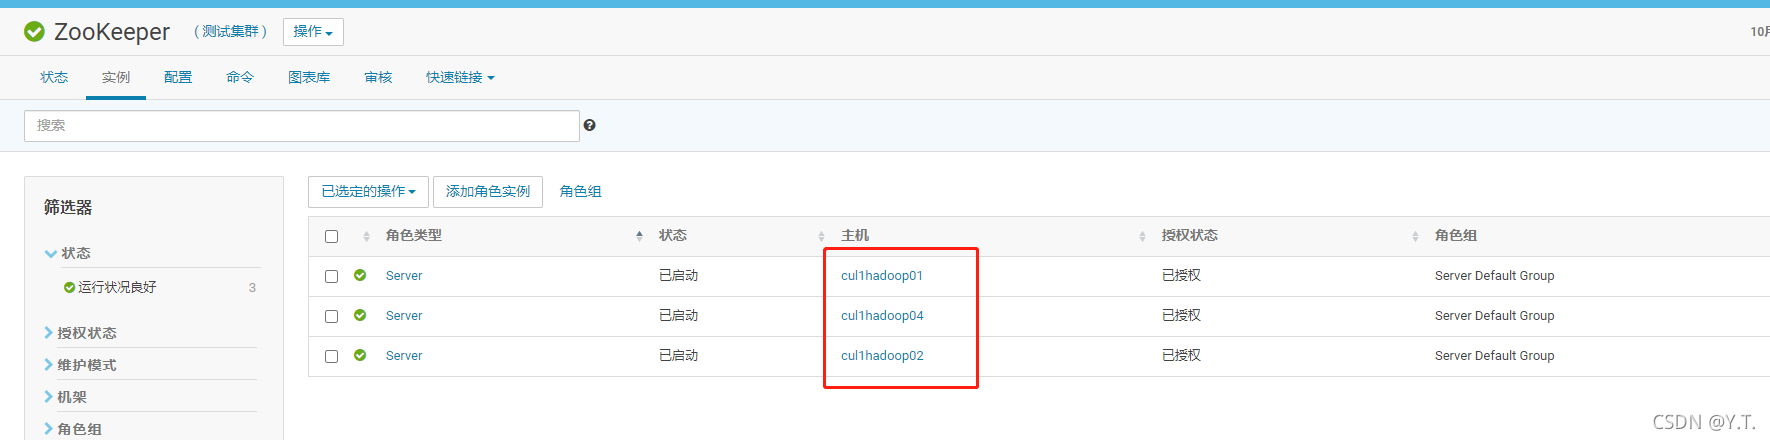 ZooKeeper （测试集群） 操作 10月
状态 实例 配置 命令 图表库 审核 快速链接
搜索
筛选器
状态
运行状况良好 3
授权状态
维护模式
机架
角色组
已选定的操作 添加角色实例 角色组
角色类型 状态 主机 授权状态 角色组
Server 已启动 cul1hadoop01 已授权 Server Default Group
Server 已启动 cul1hadoop04 已授权 Server Default Group
Server 已启动 cul1hadoop02 已授权 Server Default Group
CSDN @Y.T.